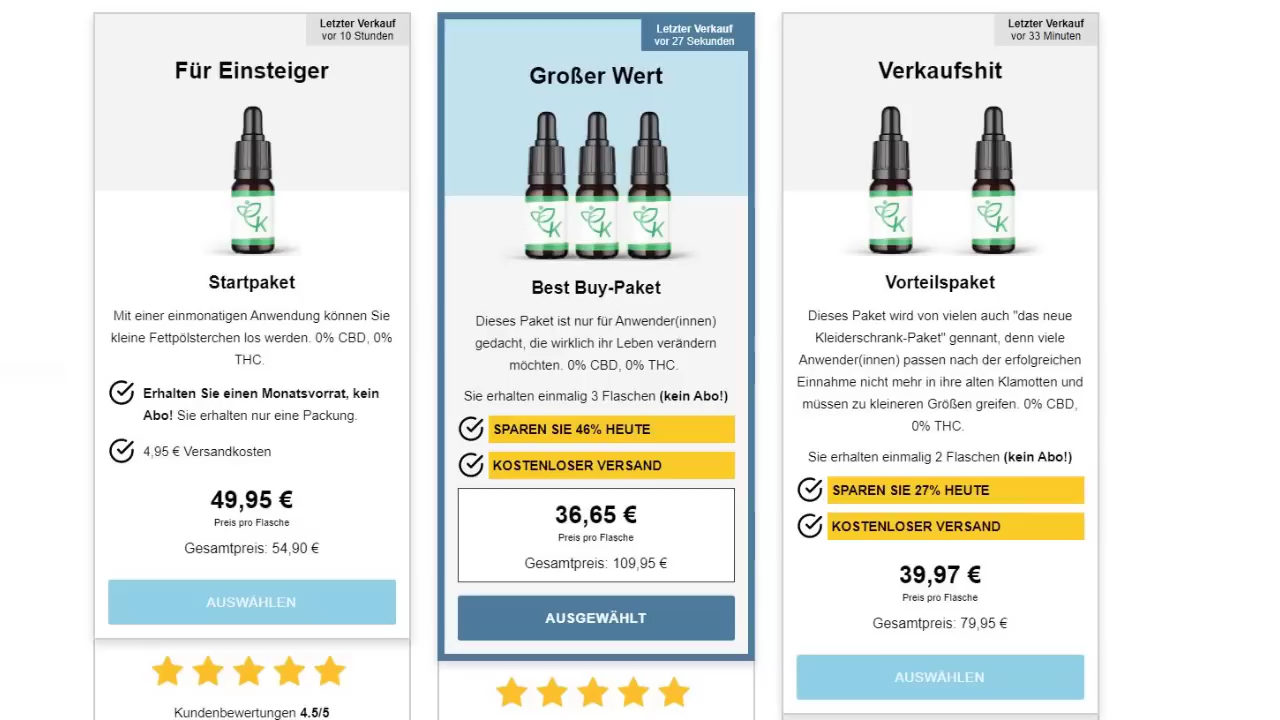 Letzter Verkauf
vor 10 Stunden
Für Einsteiger
K
Startpaket
Mit einer einmonatigen Anwendung können Sie
kleine Fettpölsterchen los werden. 0% CBD, 0%
THC.
Erhalten Sie einen Monatsvorrat, kein
Abo! Sie erhalten nur eine Packung.
4,95 € Versandkosten
49,95 €
Preis pro Flasche
Gesamtpreis: 54,90 €
AUSWÄHLEN
Kundenbewertungen 4.5/5
Letzter Verkauf
vor 27 Sekunden
Großer Wert
K
K
K
Best Buy-Paket
Dieses Paket ist nur für Anwender(innen)
gedacht, die wirklich ihr Leben verändern
möchten. 0% CBD, 0% THC.
Sie erhalten einmalig 3 Flaschen (kein Abo!)
SPAREN SIE 46% HEUTE
KOSTENLOSER VERSAND
36,65 €
Preis pro Flasche
Gesamtpreis: 109,95 €
AUSGEWÄHLT
Letzter Verkauf
vor 33 Minuten
Verkaufshit
K
K
Vorteilspaket
Dieses Paket wird von vielen auch "das neue
Kleiderschrank-Paket" gennant, denn viele
Anwender(innen) passen nach der erfolgreichen
Einnahme nicht mehr in ihre alten Klamotten und
müssen zu kleineren Größen greifen. 0% CBD,
0% THC.
Sie erhalten einmalig 2 Flaschen (kein Abo!)
SPAREN SIE 27% HEUTE
KOSTENLOSER VERSAND
39,97 €
Preis pro Flasche
Gesamtpreis: 79,95 €
AUSWÄHLEN